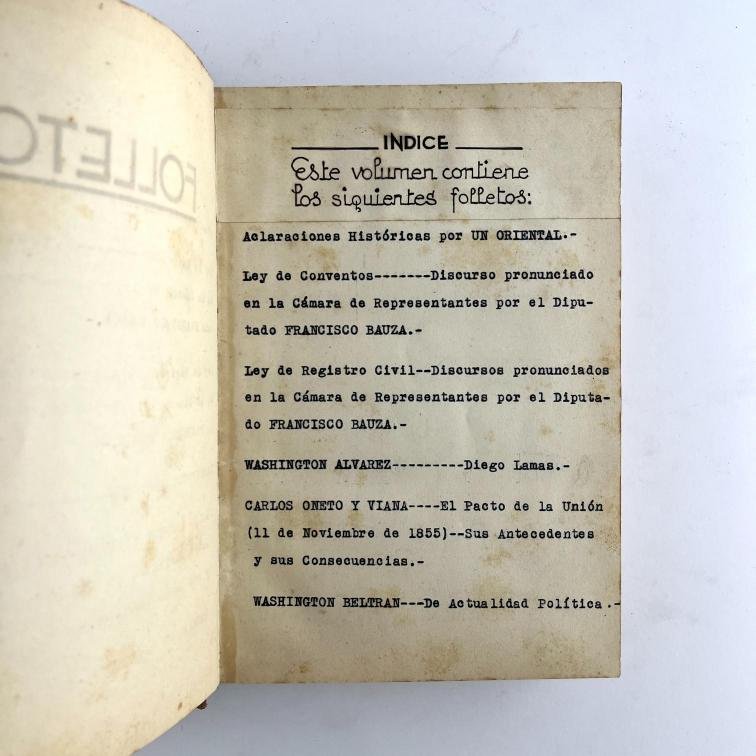 FOLLETO
INDICE
Este volumen contiene
los siguientes folletos:
Aclaraciones Históricas por UN ORIENTAL.-
Ley de Conventos-------Discurso pronunciado
en la Cámara de Representantes por el Dipu-
tado FRANCISCO BAUZA.-
Ley de Registro Civil--Discursos pronunciados
en la Cámara de Representantes por el Diputa-
do FRANCISCO BAUZA.-
WASHINGTON ALVAREZ---------Diego Lamas.-
CARLOS ONETO Y VIANA----El Pacto de la Unión
(11 de Noviembre de 1855)--Sus Antecedentes
y sus Consecuencias.-
WASHINGTON BELTRAN---De Actualidad Política.-